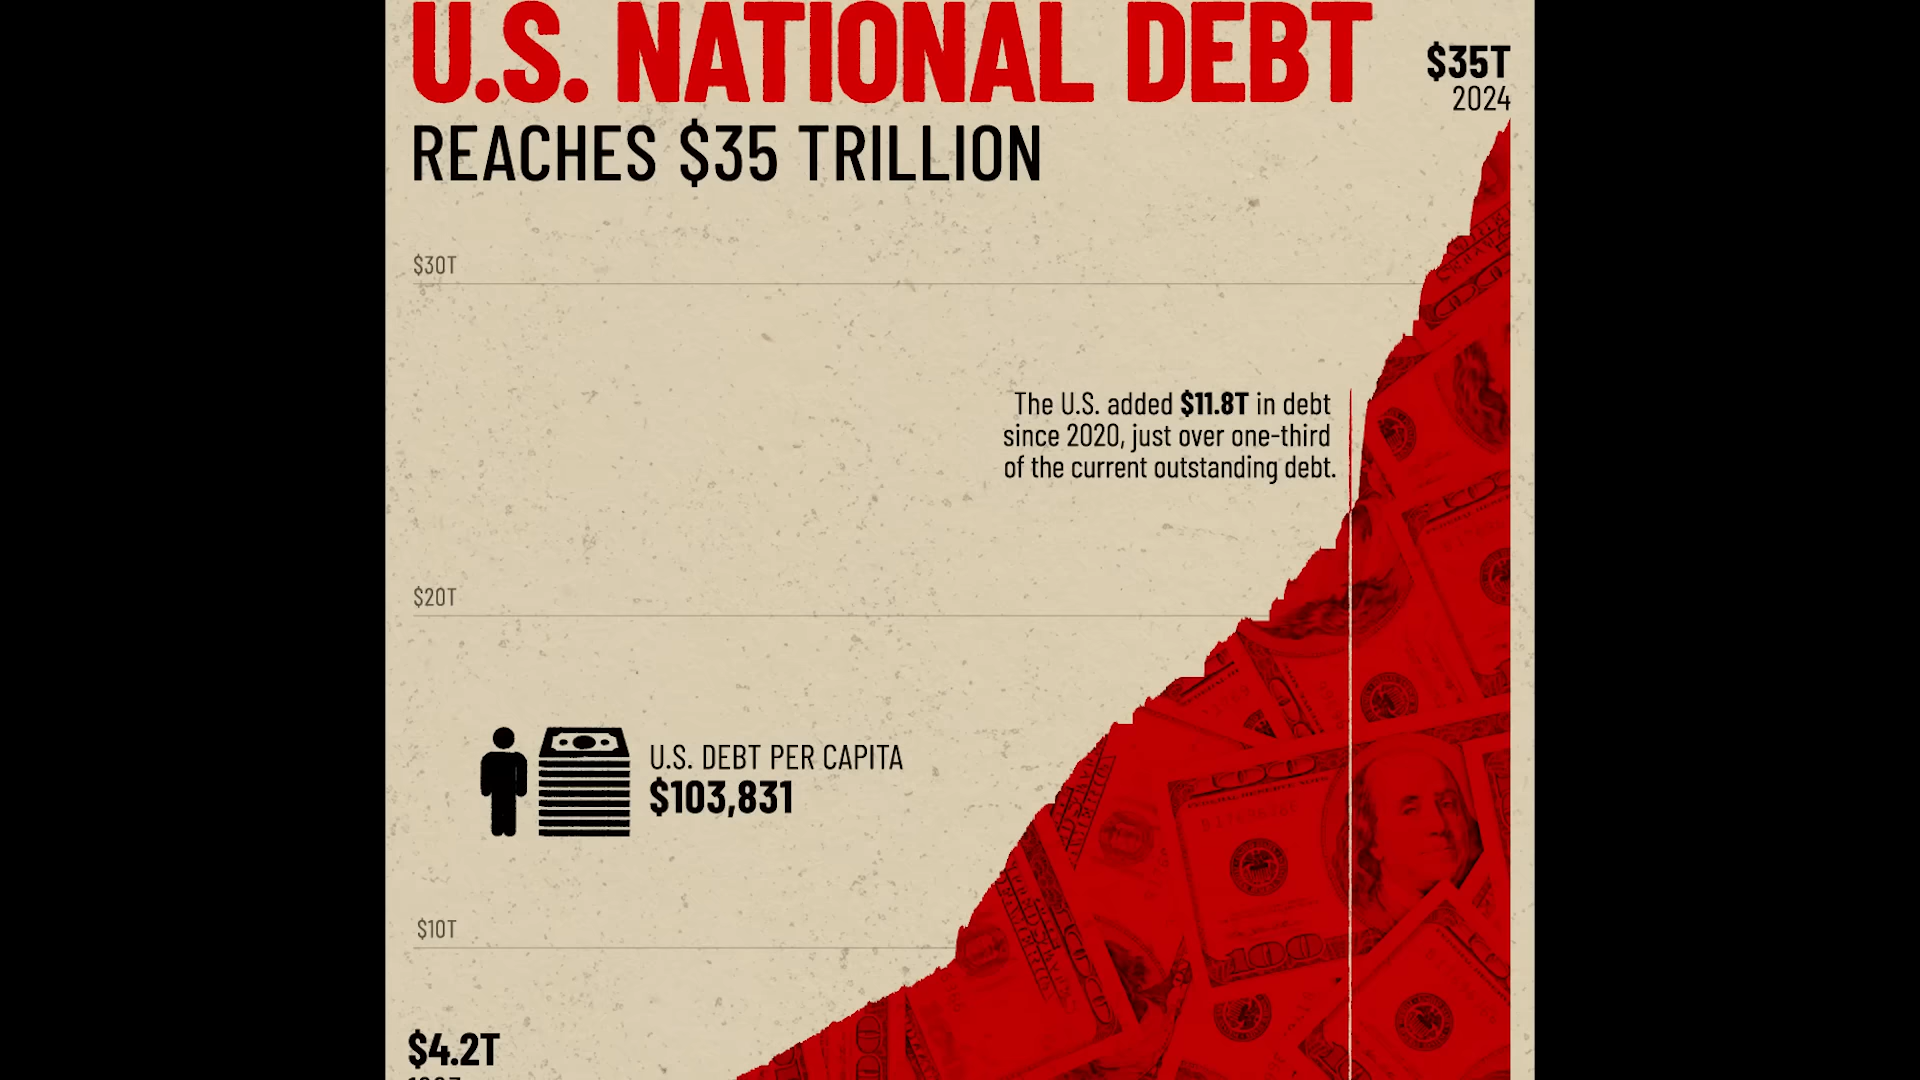 U.S. NATIONAL DEBT
REACHES $35 TRILLION
$35T
2024
$30T
The U.S. added $11.8T in debt
since 2020, just over one-third
of the current outstanding debt.
$20T
U.S. DEBT PER CAPITA
$103,831
$10T
$4.2T